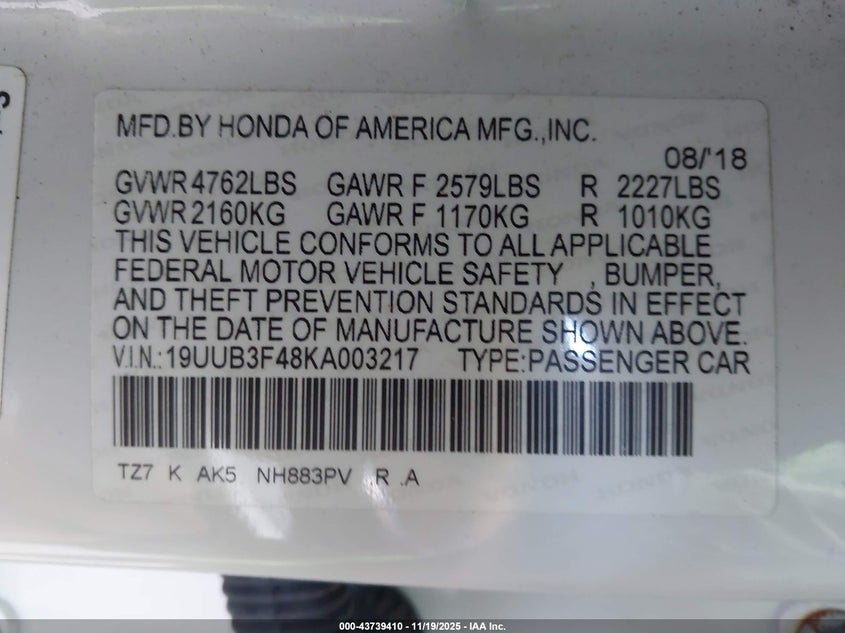 MFD.BY HONDA OF AMERICA MFG.,INC.
08/'18
GVWR 4762LBS GAWR F 2579LBS R 2227LBS
GVWR 2160KG GAWR F 1170KG R 1010KG
THIS VEHICLE CONFORMS TO ALL APPLICABLE
FEDERAL MOTOR VEHICLE SAFETY , BUMPER,
AND THEFT PREVENTION STANDARDS IN EFFECT
ON THE DATE OF MANUFACTURE SHOWN ABOVE.
V.I.N.: 19UUB3F48KA003217 TYPE:PASSENGER CAR
TZ7 K AK5 NH883PV .R .A
000-43739410 - 11/19/2025 - IAA Inc.